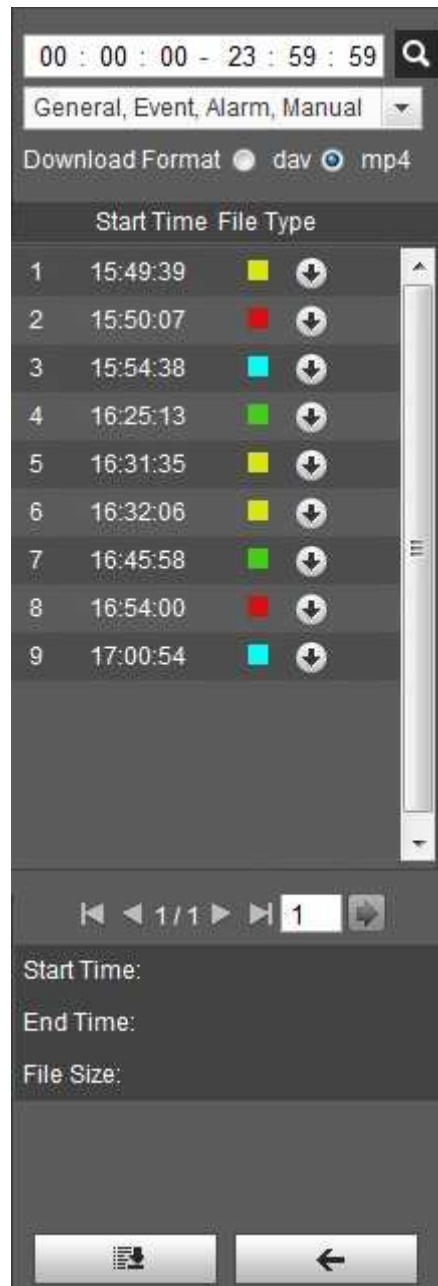 00 : 00 : 00 - 23 : 59 : 59
General, Event, Alarm, Manual
Download Format dav mp4
Start Time File Type
1 15:49:39
2 15:50:07
3 15:54:38
4 16:25:13
5 16:31:35
6 16:32:06
7 16:45:58
8 16:54:00
9 17:00:54
1 / 1 1
Start Time:
End Time:
File Size: